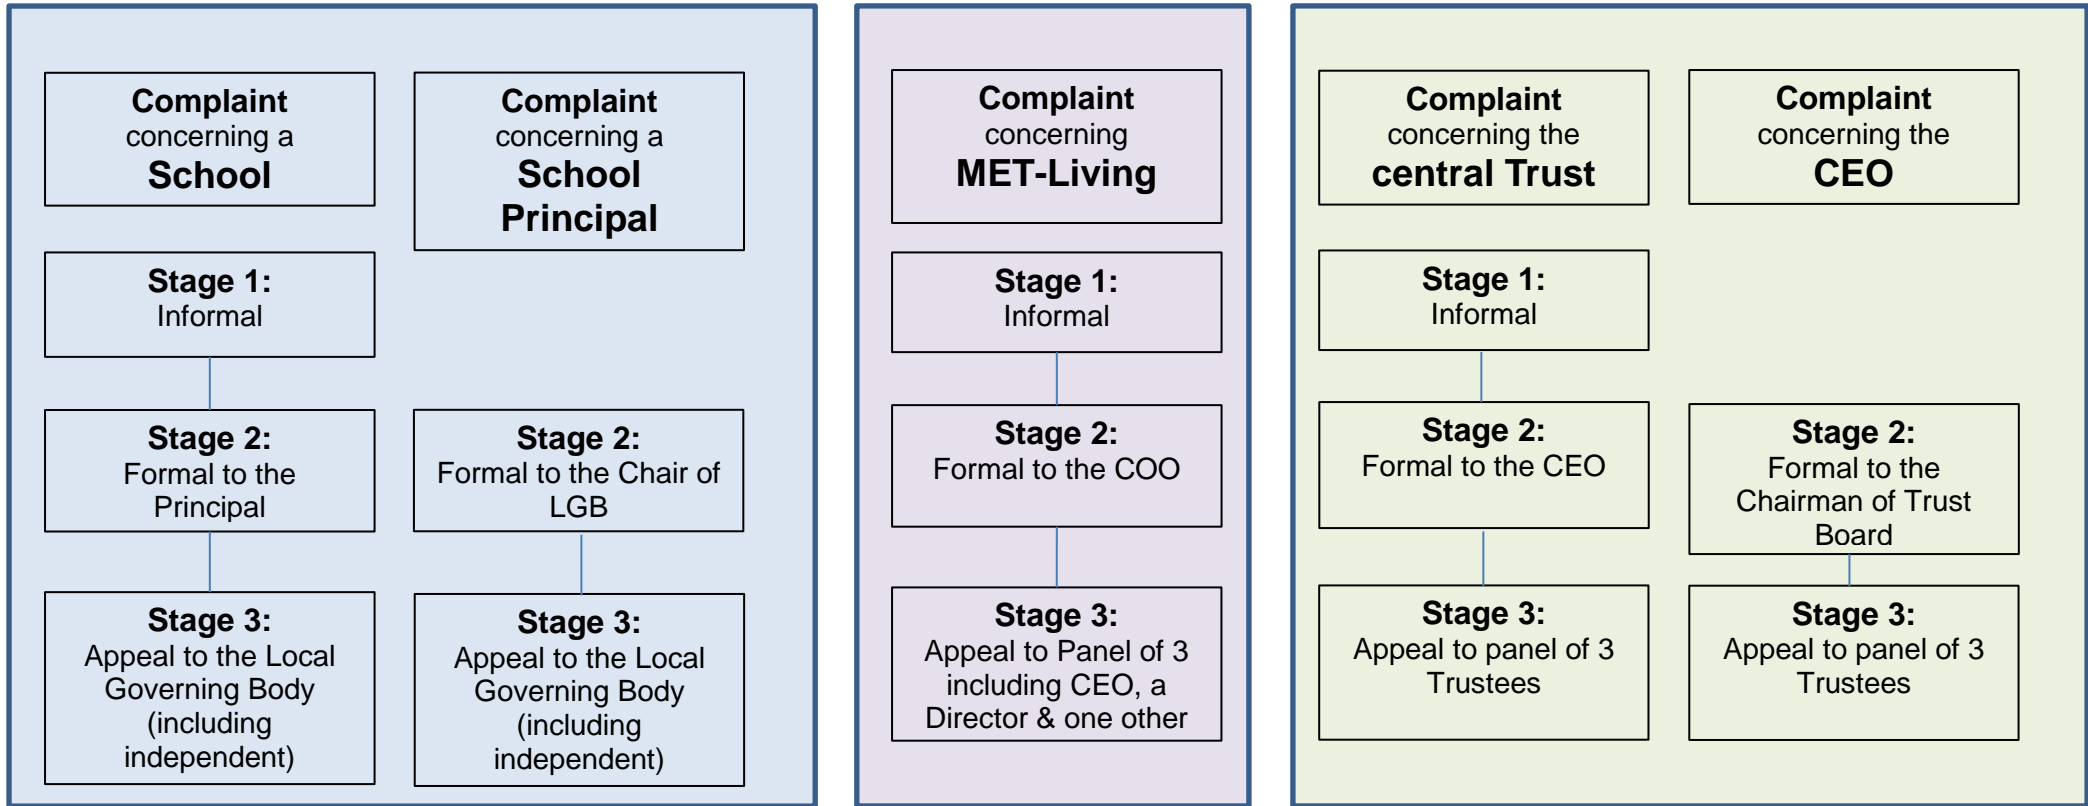 Complaint
concerning a
School
Stage 1:
Informal
Stage 2:
Formal to the
Principal
Stage 3:
Appeal to the Local
Governing Body
(including
independent)
Complaint
concerning a
School
Principal
Stage 2:
Formal to the Chair of
LGB
Stage 3:
Appeal to the Local
Governing Body
(including
independent)
Complaint
concerning
MET-Living
Stage 1:
Informal
Stage 2:
Formal to the COO
Stage 3:
Appeal to Panel of 3
including CEO, a
Director & one other
Complaint
concerning the
central Trust
Stage 1:
Informal
Stage 2:
Formal to the CEO
Stage 3:
Appeal to panel of 3
Trustees
Complaint
concerning the
CEO
Stage 2:
Formal to the
Chairman of Trust
Board
Stage 3:
Appeal to panel of 3
Trustees